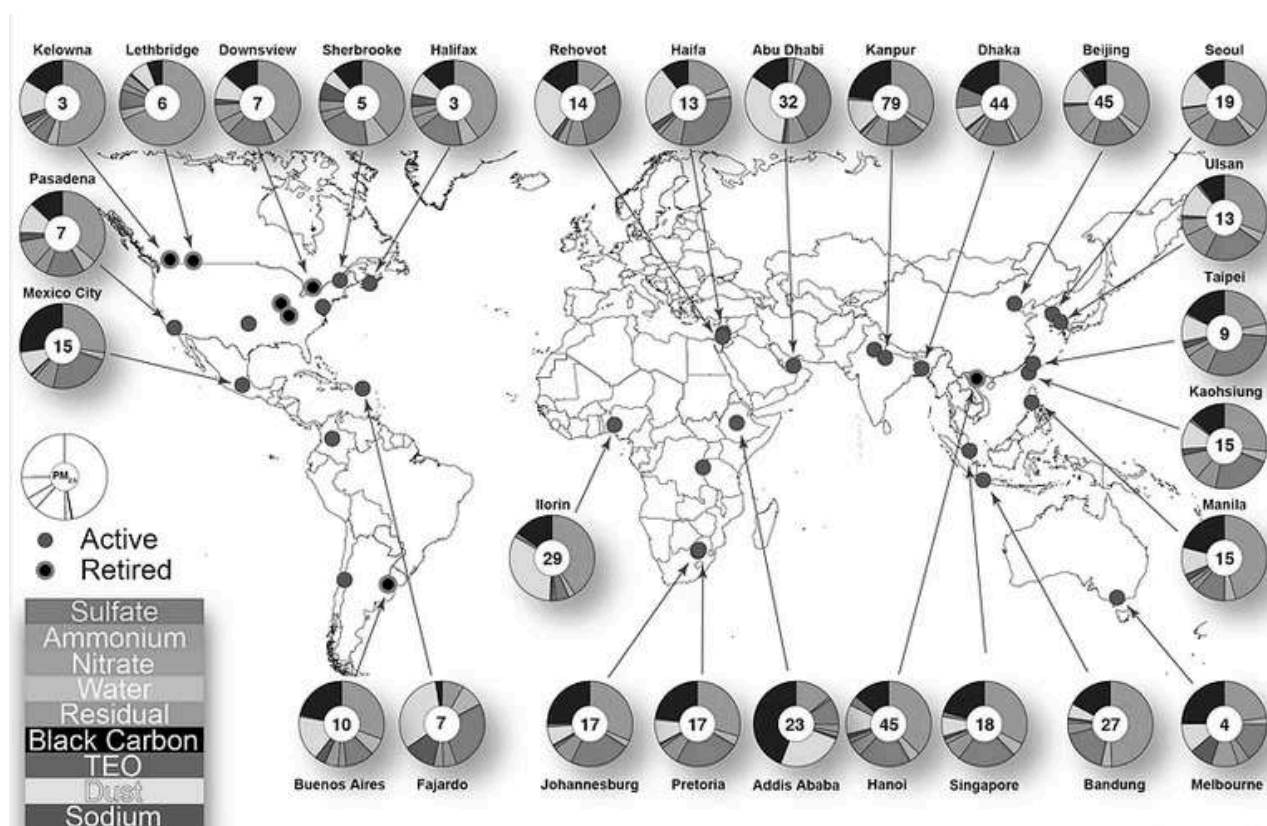 Kelowna Lethbridge Downsview Sherbrooke Halifax Rehovot Haifa Abu Dhabi Kanpur Dhaka Beijing Seoul
3 6 7 5 3 14 13 32 79 44 45 19
Pasadena
7
Ulsan
13
Mexico City
15
Taipei
9
Kaohsiung
15
PM2.5
Active
Retired
Ilorin
29
Manila
15
Sulfate
Ammonium
Nitrate
Water
Residual
Black Carbon
TEO
Dust
Sodium
10 7 17 17 23 45 18 27 4
Buenos Aires Fajardo Johannesburg Pretoria Addis Ababa Hanoi Singapore Bandung Melbourne